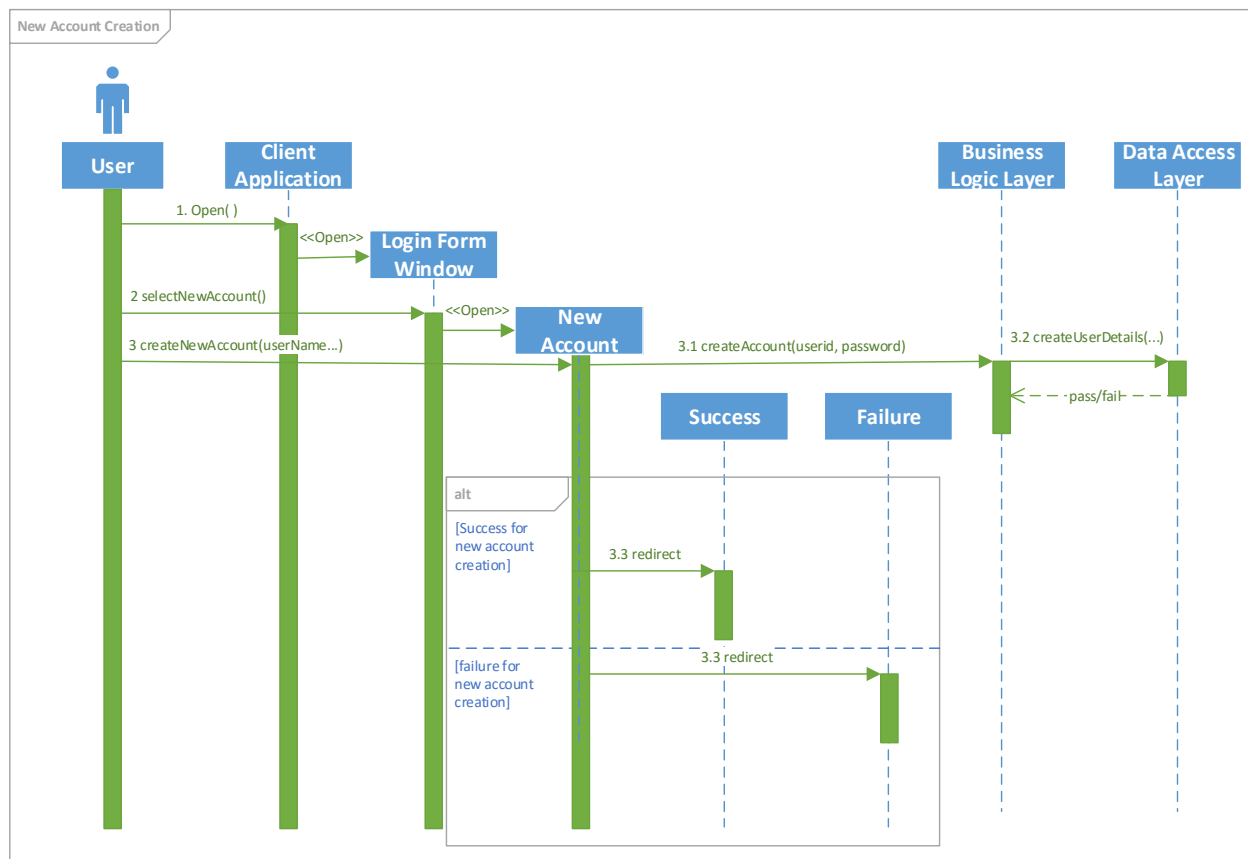 New Account Creation
User
Client
Application
Business
Logic Layer
Data Access
Layer
1. Open( )
<<Open>>
Login Form
Window
2 selectNewAccount()
<<Open>>
New
Account
3 createNewAccount(userName...)
3.1 createAccount(userid, password)
3.2 createUserDetails(...)
pass/fail
Success
Failure
alt
[Success for
new account
creation]
3.3 redirect
[failure for
new account
creation]
3.3 redirect